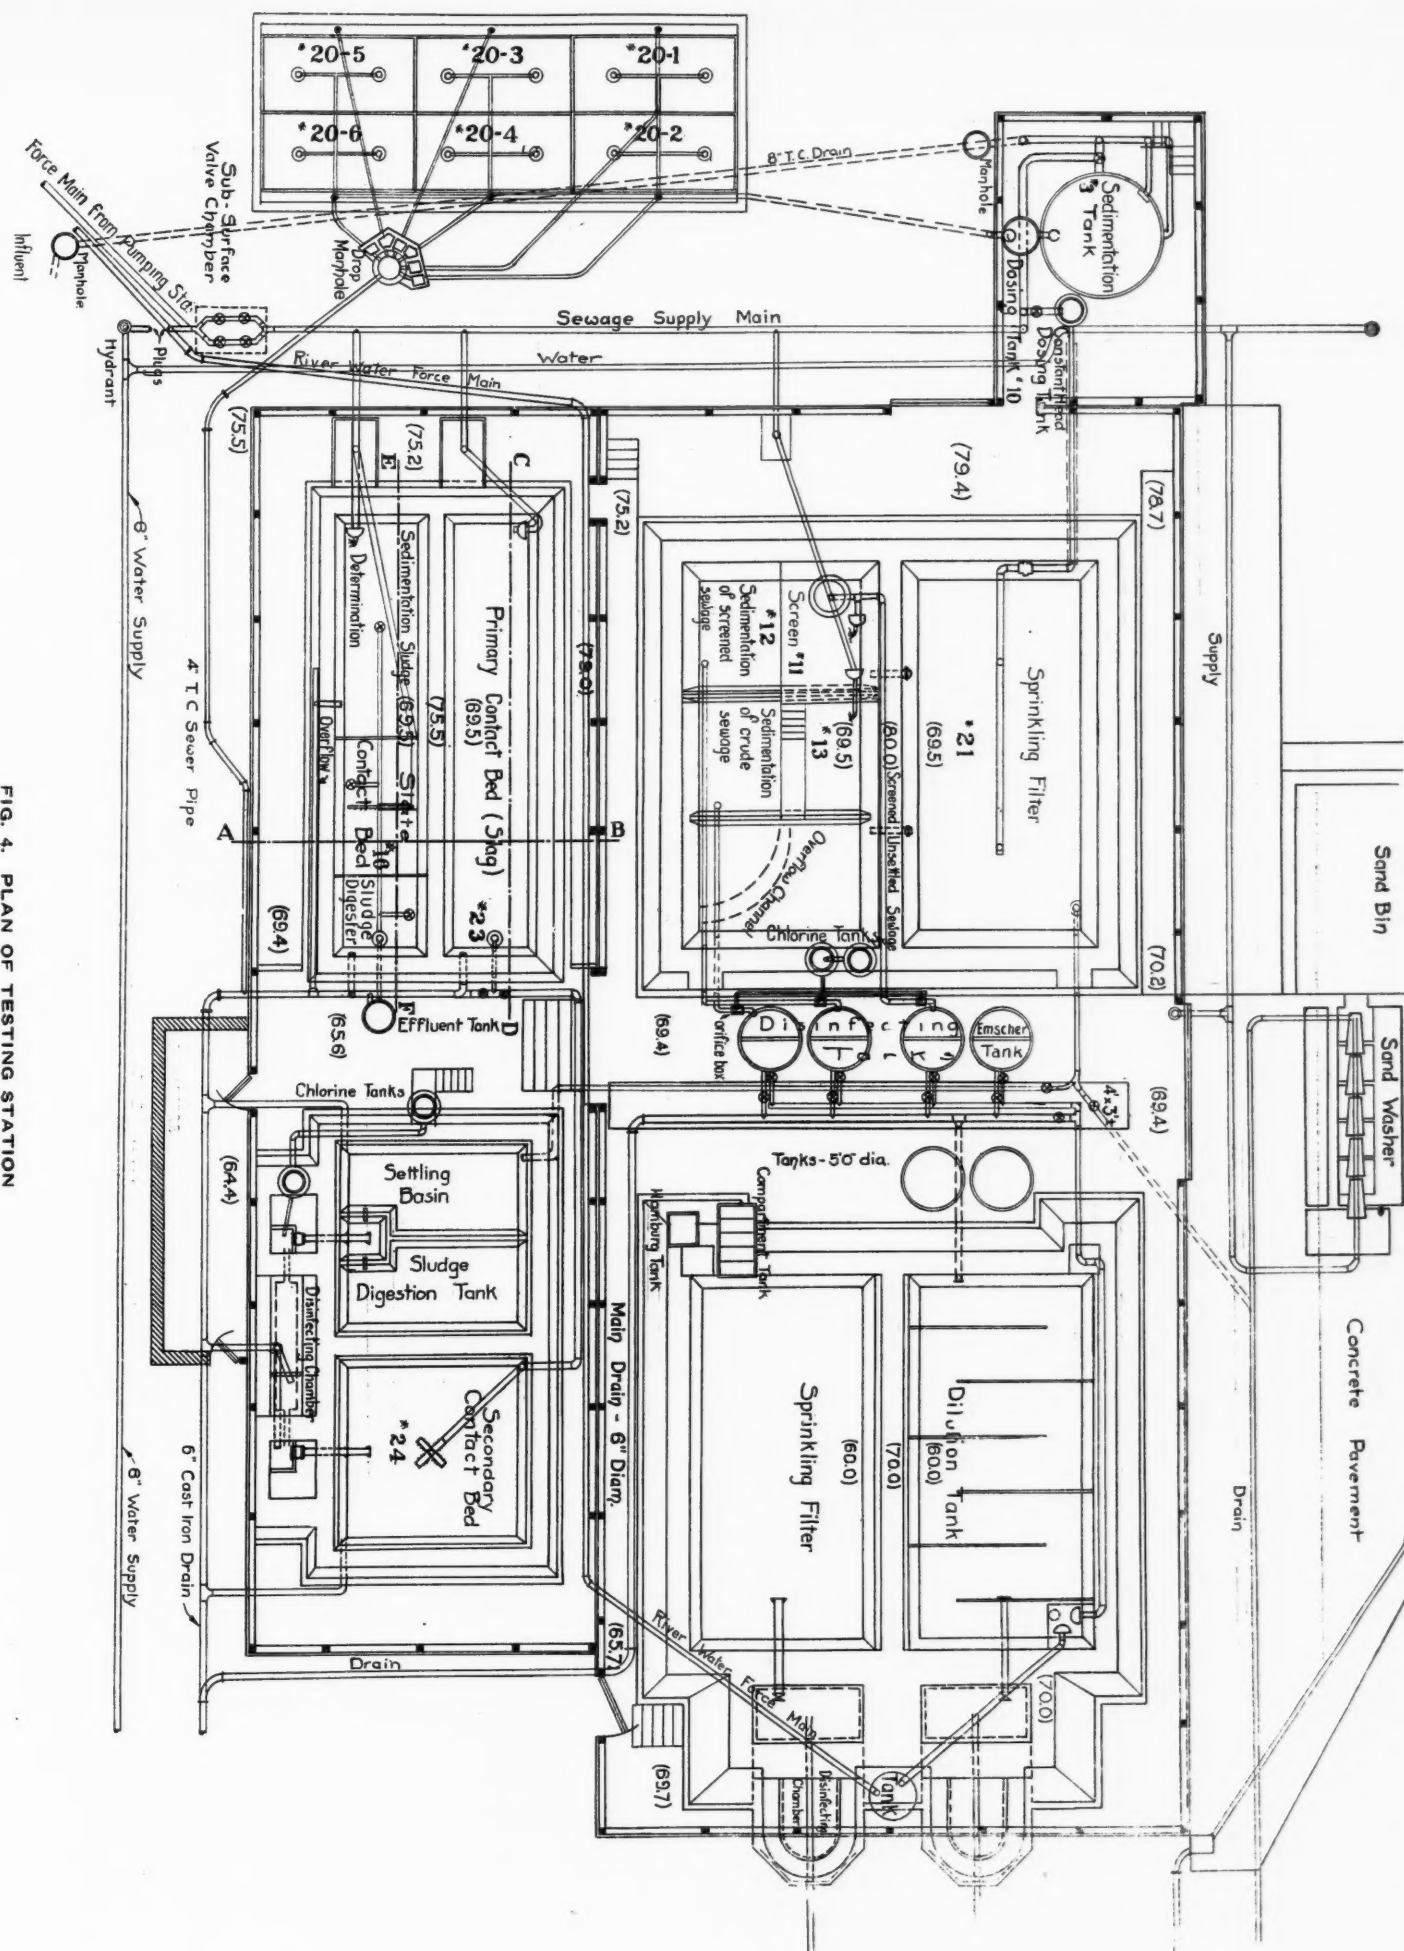 *20-5
*20-3
*20-1
*20-6
*20-4
*20-2
8" T.C. Drain
Manhole
Sedimentation
Tank
*3
Dosing Tank *10
Constant Head
Dosing Tank
Sub-Surface
Valve Chamber
Force Main from Pumping Sta.
Manhole
Influent
Drop
Manhole
Plugs
Hydrant
Sewage Supply Main
Water
River Water Force Main
(75.5)
(75.2)
E
C
(75.2)
(79.4)
(78.7)
Supply
6" Water Supply
4" T.C Sewer Pipe
Determination
Sedimentation Sludge (69.5)
Slate
Contact Bed
*16
Overflow
Sludge
Digester
Primary Contact Bed (Slag)
(69.5)
(75.5)
*23
A
B
(69.4)
Screen *11
*12
Sedimentation
of screened
sewage
Sedimentation
of crude
sewage
*13
(69.5)
(80.0)
Screened Unsettled Sewage
Overflow Channel
Sprinkling Filter
*21
(69.5)
Sand Bin
Chlorine Tanks
(70.2)
(65.6)
F
Effluent Tank
D
(69.4)
Orifice box
Disinfecting
Emscher
Tank
4' x 3'±
(69.4)
Sand Washer
Chlorine Tanks
(64.4)
Settling
Basin
Sludge
Digestion Tank
Disinfecting Chamber
Secondary
Contact Bed
*24
Main Drain - 6" Diam.
Tanks - 5'0" dia.
Hamburg Tank
Compartment Tank
Sprinkling Filter
(60.0)
(70.0)
Dilution Tank
(60.0)
Concrete Pavement
Drain
6" Cast Iron Drain
6" Water Supply
Drain
(65.7)
River Water Force Main
(70.0)
(69.7)
Disinfecting
Chamber
Tank
FIG. 4. PLAN OF TESTING STATION